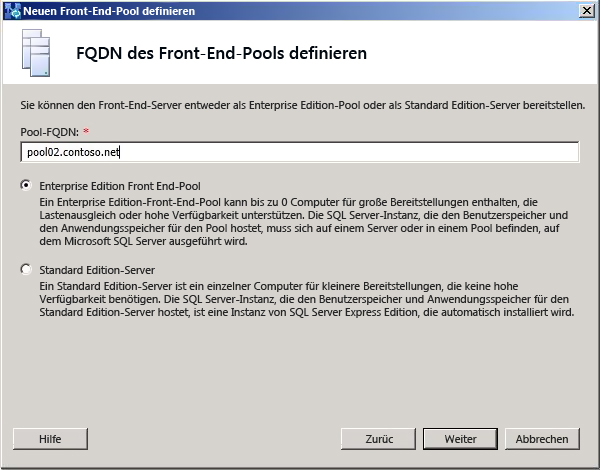 Neuen Front-End-Pool definieren
FQDN des Front-End-Pools definieren
Sie können den Front-End-Server entweder als Enterprise Edition-Pool oder als Standard Edition-Server bereitstellen.
Pool-FQDN: *
pool02.contoso.net
Enterprise Edition Front End-Pool
Ein Enterprise Edition-Front-End-Pool kann bis zu 0 Computer für große Bereitstellungen enthalten, die
Lastenausgleich oder hohe Verfügbarkeit unterstützen. Die SQL Server-Instanz, die den Benutzerspeicher und
den Anwendungsspeicher für den Pool hostet, muss sich auf einem Server oder in einem Pool befinden, auf
dem Microsoft SQL Server ausgeführt wird.
Standard Edition-Server
Ein Standard Edition-Server ist ein einzelner Computer für kleinere Bereitstellungen, die keine hohe
Verfügbarkeit benötigen. Die SQL Server-Instanz, die den Benutzerspeicher und Anwendungsspeicher für den
Standard Edition-Server hostet, ist eine Instanz von SQL Server Express Edition, die automatisch installiert wird.
Hilfe
Zurüc
Weiter
Abbrechen